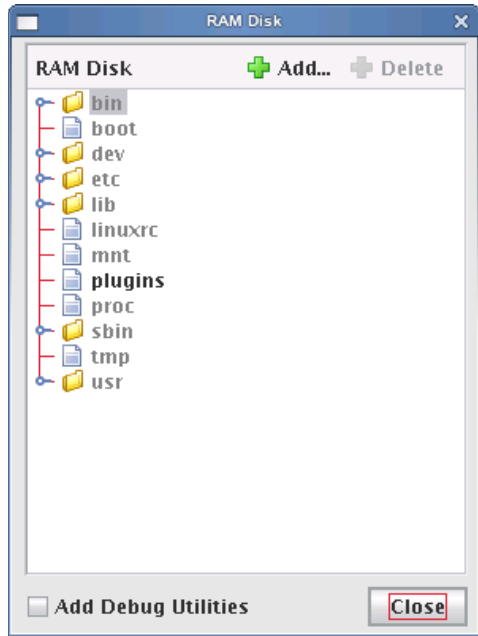 RAM Disk
RAM Disk Add... Delete
bin
boot
dev
etc
lib
linuxrc
mnt
plugins
proc
sbin
tmp
usr
Add Debug Utilities Close